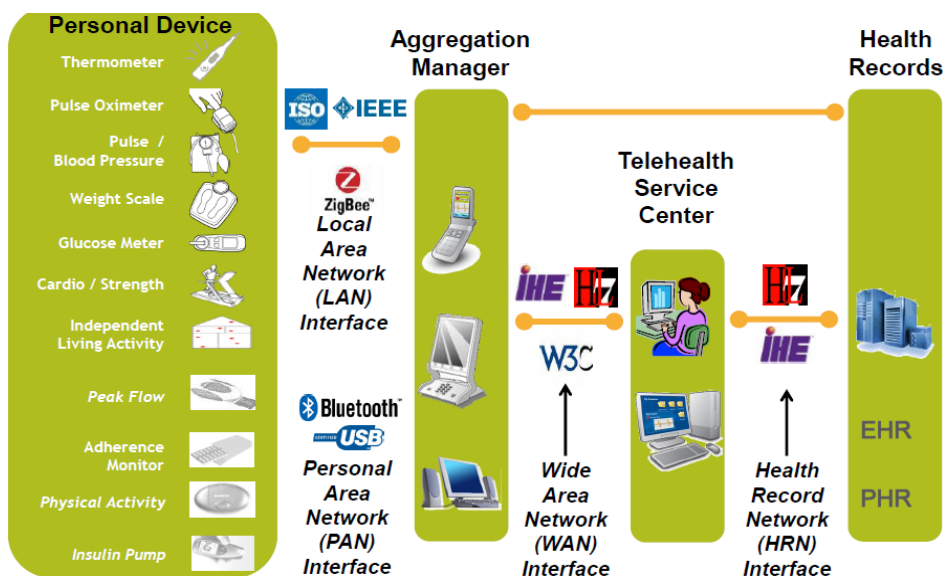 Personal Device
Thermometer
Pulse Oximeter
Pulse /
Blood Pressure
Weight Scale
Glucose Meter
Cardio / Strength
Independent
Living Activity
Peak Flow
Adherence
Monitor
Physical Activity
Insulin Pump
ISO
IEEE
ZigBee™
Local
Area
Network
(LAN)
Interface
Bluetooth™
CERTIFIED
USB
Personal
Area
Network
(PAN)
Interface
Aggregation
Manager
IHE
HL7
W3C
Wide
Area
Network
(WAN)
Interface
Telehealth
Service
Center
HL7
IHE
Health
Record
Network
(HRN)
Interface
Health
Records
EHR
PHR